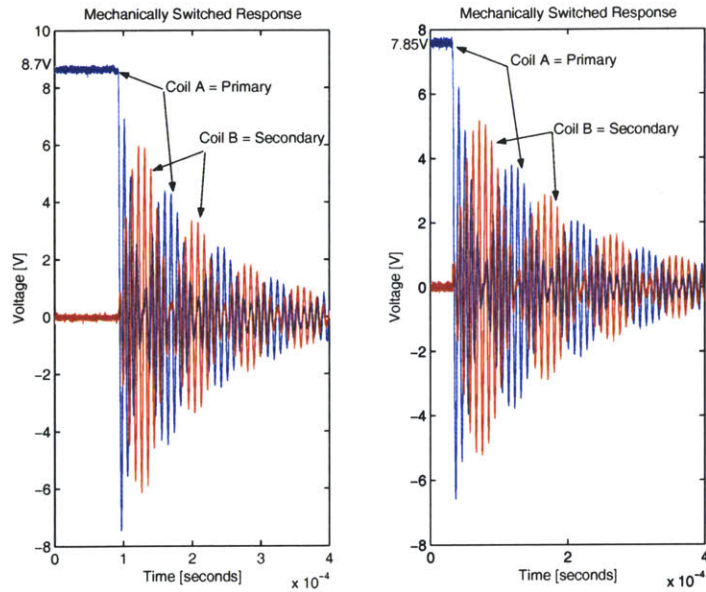 Mechanically Switched Response
10
8.7V
8
6
4
2
0
−2
−4
−6
−8
Voltage [V]
Coil A = Primary
Coil B = Secondary
0
1
2
3
4
Time [seconds]
x 10⁻⁴
Mechanically Switched Response
8
7.85V
6
4
2
0
−2
−4
−6
−8
Voltage [V]
Coil A = Primary
Coil B = Secondary
0
2
4
Time [seconds]
x 10⁻⁴